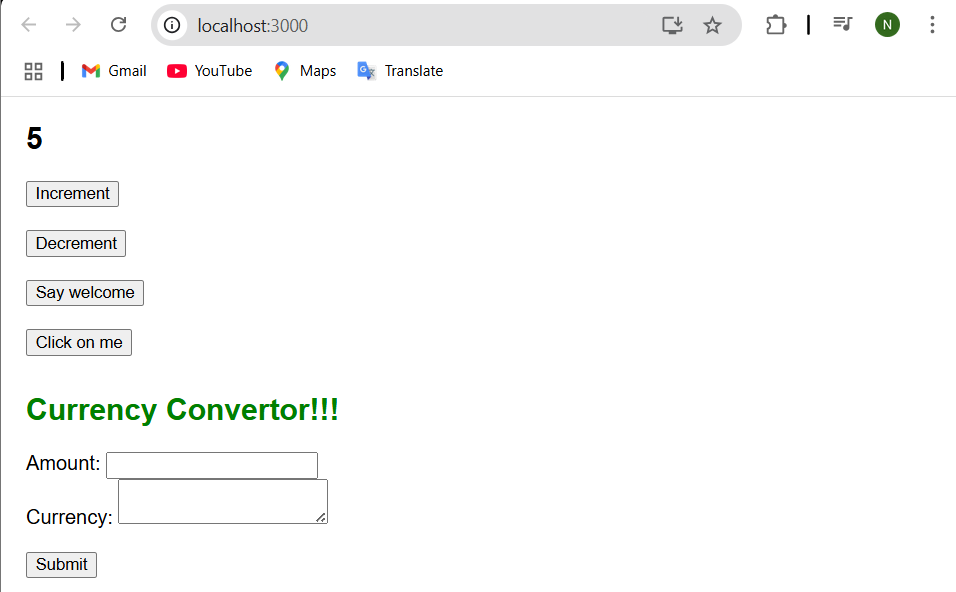 localhost:3000
N
Gmail YouTube Maps Translate
5
Increment
Decrement
Say welcome
Click on me
Currency Convertor!!!
Amount:
Currency:
Submit